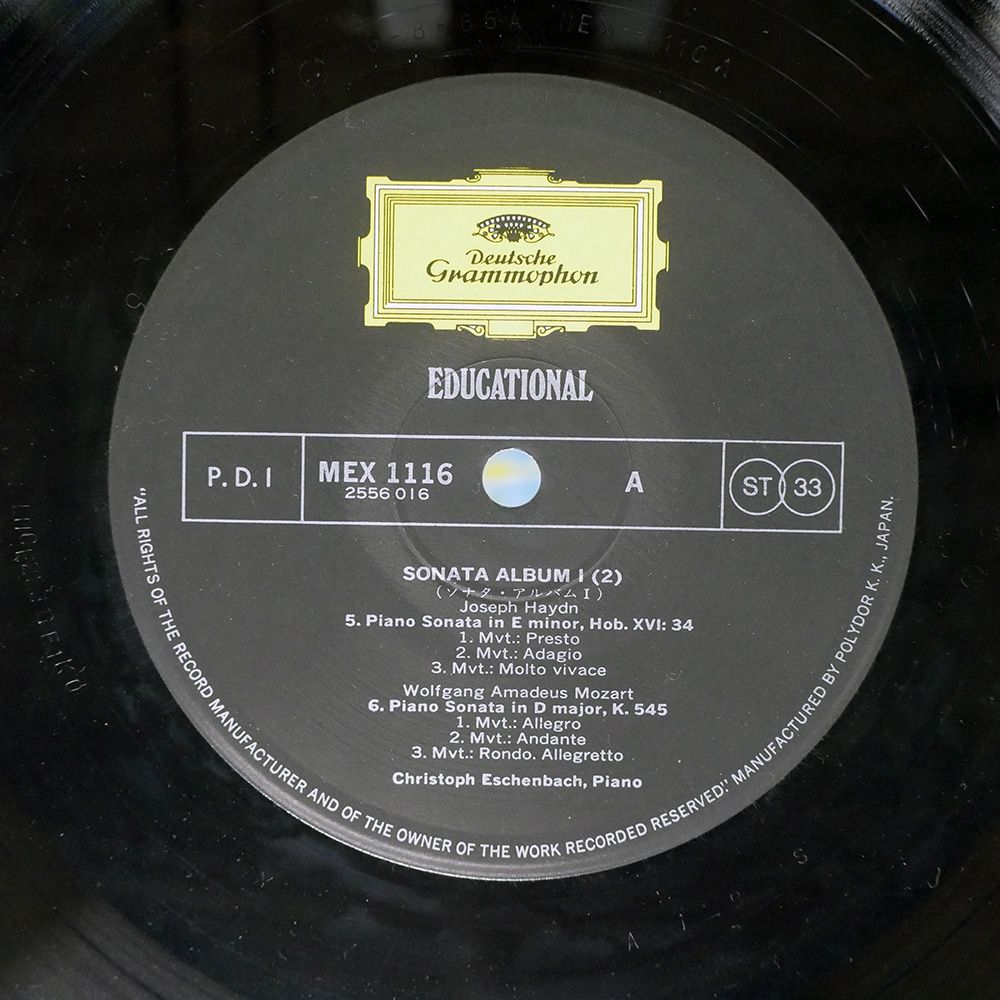 Deutsche
Grammophon
EDUCATIONAL
P. D. I
MEX 1116
2556 016
A
ST 33
SONATA ALBUM I (2)
(ソナタ・アルバム I)
Joseph Haydn
5. Piano Sonata in E minor, Hob. XVI: 34
1. Mvt.: Presto
2. Mvt.: Adagio
3. Mvt.: Molto vivace
Wolfgang Amadeus Mozart
6. Piano Sonata in D major, K. 545
1. Mvt.: Allegro
2. Mvt.: Andante
3. Mvt.: Rondo. Allegretto
Christoph Eschenbach, Piano
"ALL RIGHTS OF THE RECORD MANUFACTURER AND OF THE OWNER OF THE WORK RECORDED RESERVED." MANUFACTURED BY POLYDOR K. K., JAPAN.